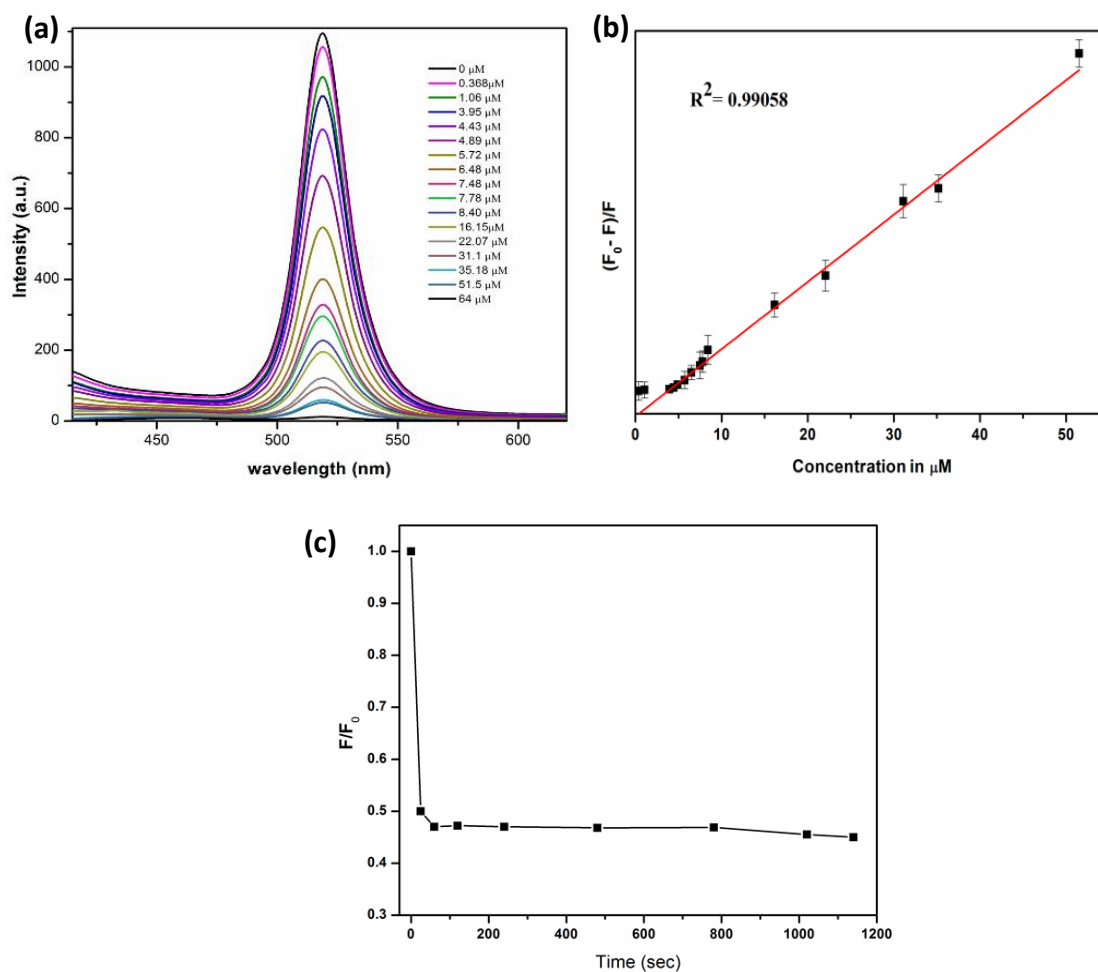 (a)
1000
800
600
400
200
0
Intensity (a.u.)
0 μM
0.368μM
1.06 μM
3.95 μM
4.43 μM
4.89 μM
5.72 μM
6.48 μM
7.48 μM
7.78 μM
8.40 μM
16.15μM
22.07 μM
31.1 μM
35.18 μM
51.5 μM
64 μM
450 500 550 600
wavelength (nm)
(b)
R² = 0.99058
(F₀ - F)/F
0 10 20 30 40 50
Concentration in μM
(c)
1.0
0.9
0.8
0.7
0.6
0.5
0.4
0.3
F/F₀
0 200 400 600 800 1000 1200
Time (sec)